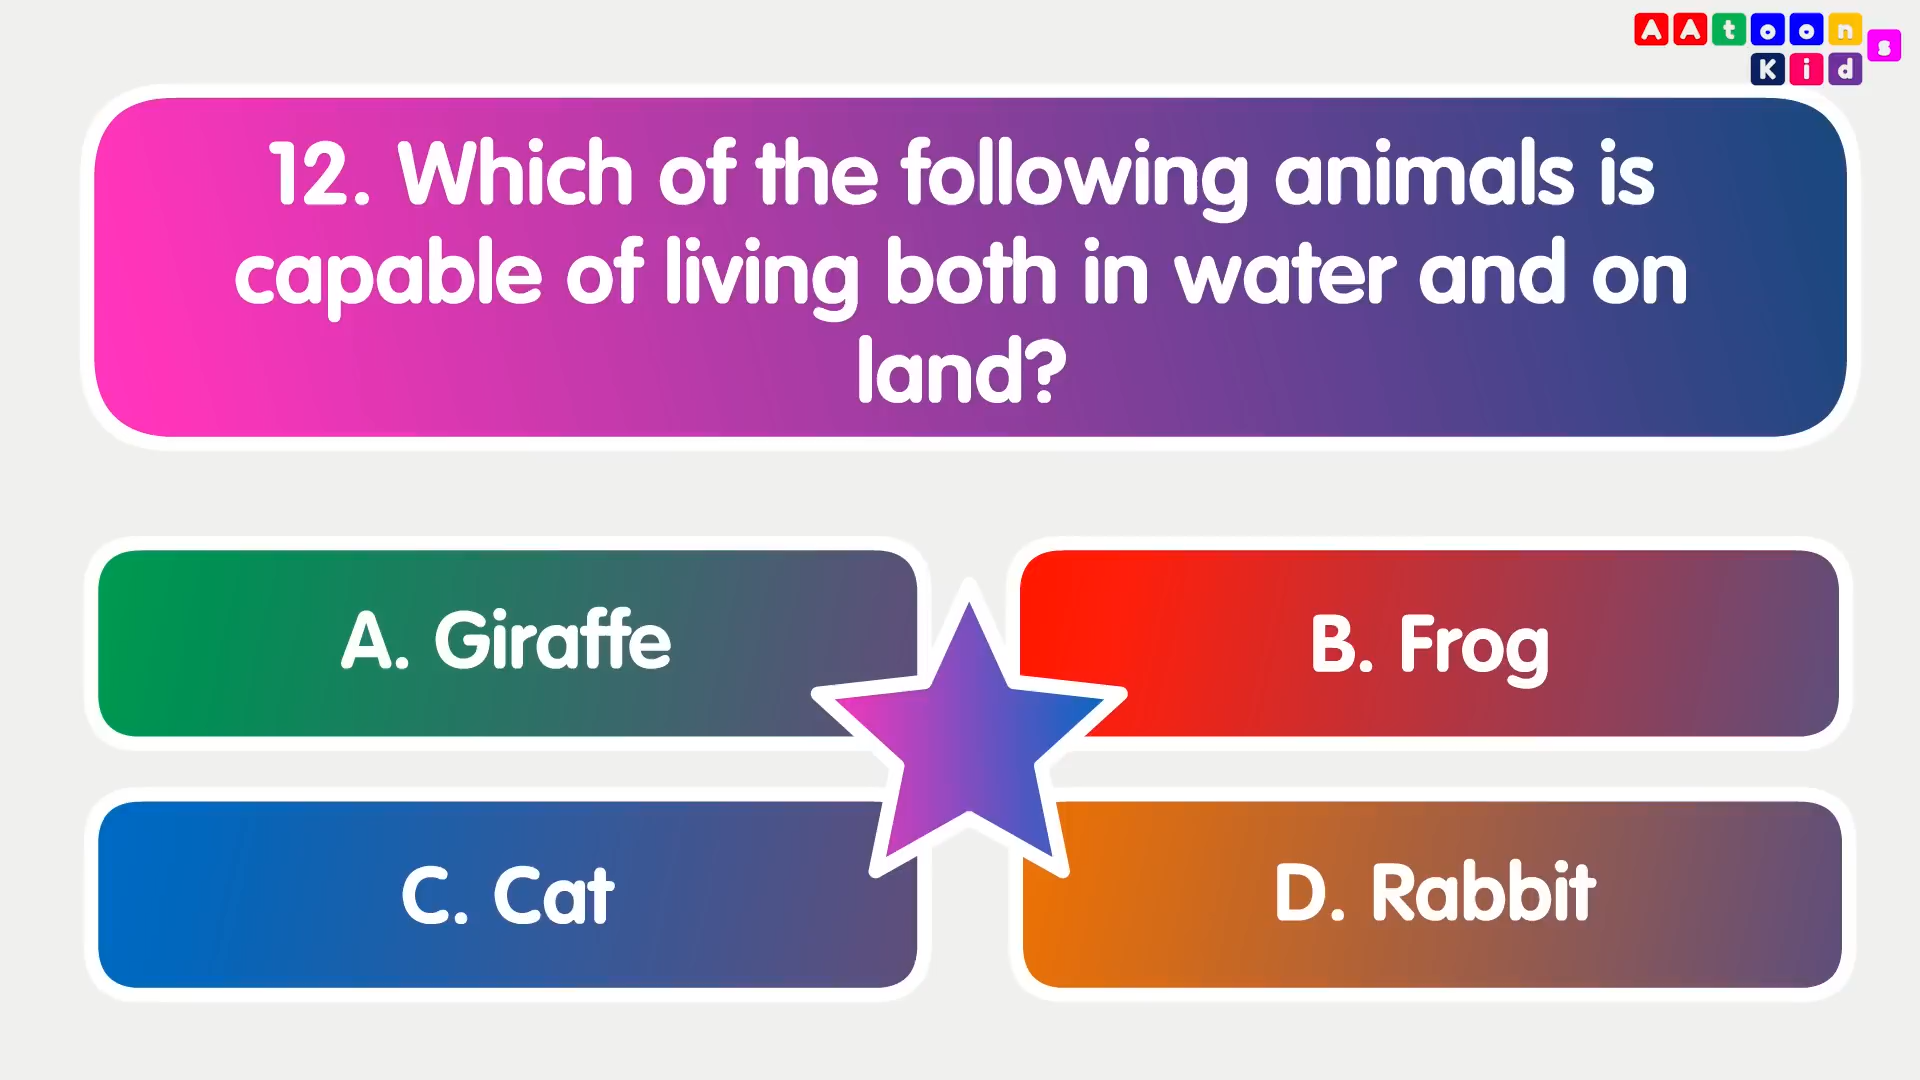 AAtoons
Kid
12. Which of the following animals is
capable of living both in water and on
land?
A. Giraffe
B. Frog
C. Cat
D. Rabbit